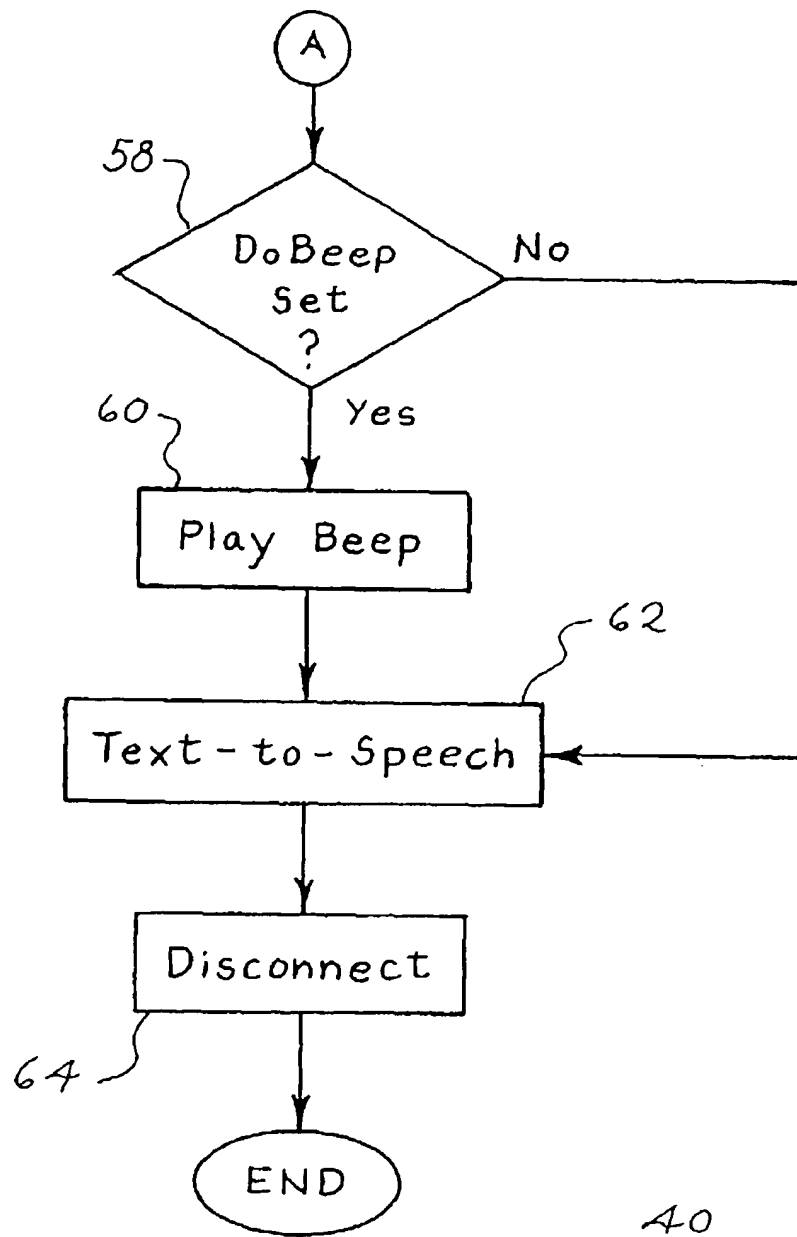 A
58
DoBeep
Set
?
No
Yes
60
Play Beep
62
Text-to-Speech
Disconnect
64
END
40